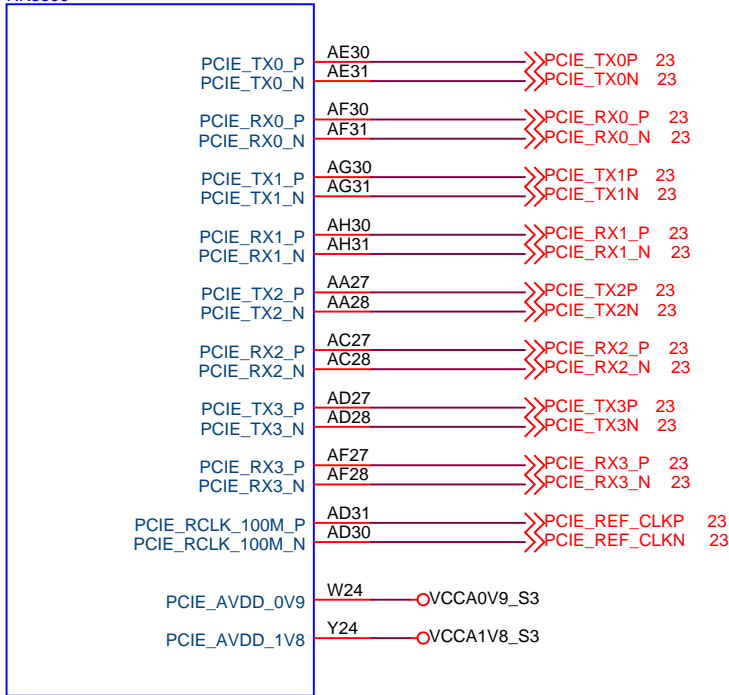 PCIE_TX0_P AE30 PCIE_TX0P 23
PCIE_TX0_N AE31 PCIE_TX0N 23
PCIE_RX0_P AF30 PCIE_RX0_P 23
PCIE_RX0_N AF31 PCIE_RX0_N 23
PCIE_TX1_P AG30 PCIE_TX1P 23
PCIE_TX1_N AG31 PCIE_TX1N 23
PCIE_RX1_P AH30 PCIE_RX1_P 23
PCIE_RX1_N AH31 PCIE_RX1_N 23
PCIE_TX2_P AA27 PCIE_TX2P 23
PCIE_TX2_N AA28 PCIE_TX2N 23
PCIE_RX2_P AC27 PCIE_RX2_P 23
PCIE_RX2_N AC28 PCIE_RX2_N 23
PCIE_TX3_P AD27 PCIE_TX3P 23
PCIE_TX3_N AD28 PCIE_TX3N 23
PCIE_RX3_P AF27 PCIE_RX3_P 23
PCIE_RX3_N AF28 PCIE_RX3_N 23
PCIE_RCLK_100M_P AD31 PCIE_REF_CLKP 23
PCIE_RCLK_100M_N AD30 PCIE_REF_CLKN 23
PCIE_AVDD_0V9 W24 VCCA0V9_S3
PCIE_AVDD_1V8 Y24 VCCA1V8_S3